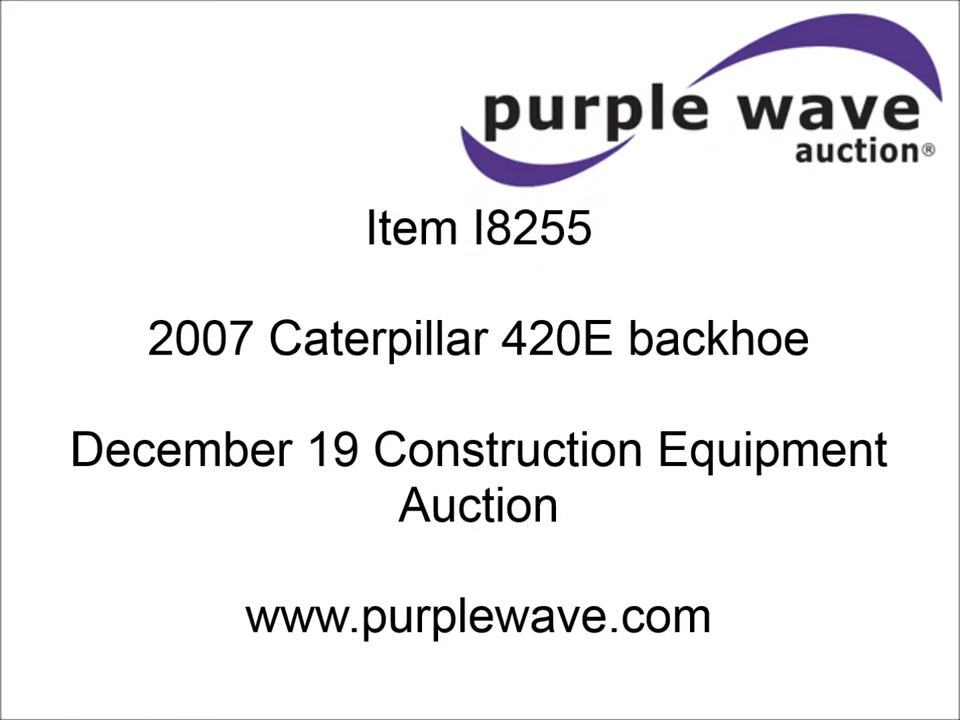 purple wave
auction®
Item I8255
2007 Caterpillar 420E backhoe
December 19 Construction Equipment
Auction
www.purplewave.com